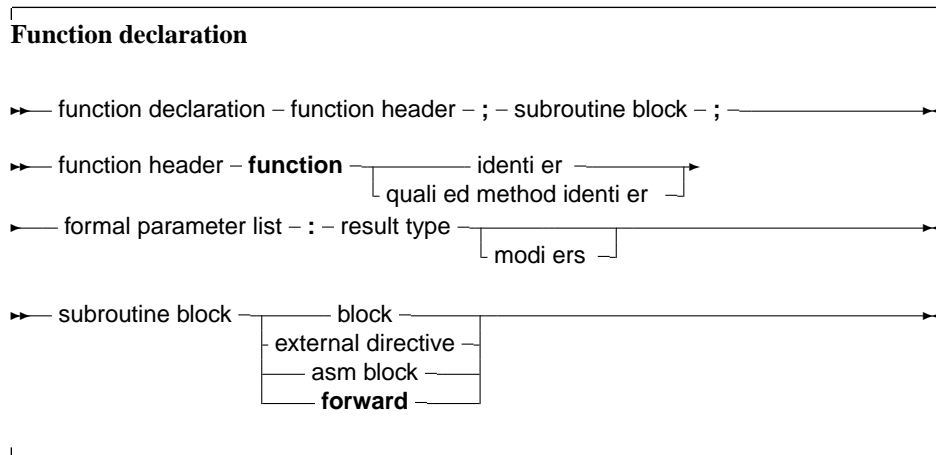 Function declaration
function declaration – function header – ; – subroutine block – ;
function header – function – identi er
quali ed method identi er
formal parameter list – : – result type
modi ers
subroutine block – block
external directive
asm block
forward